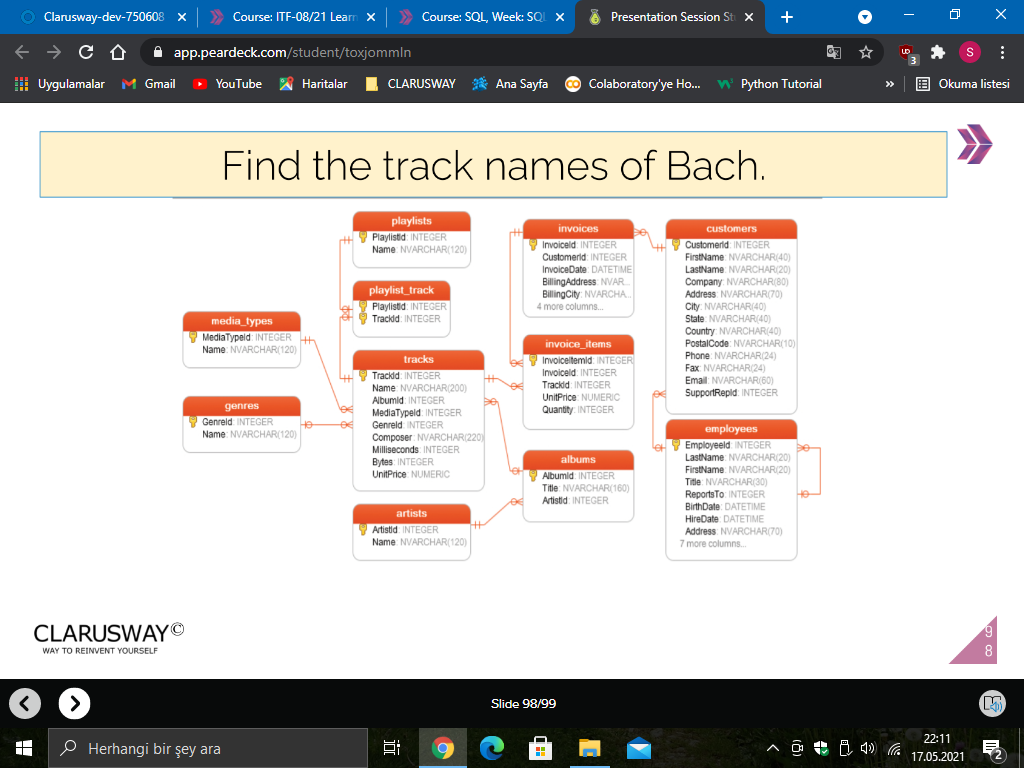 Clarusway-dev-750608
Course: ITF-08/21 Learn
Course: SQL, Week: SQL
Presentation Session St
app.peardeck.com/student/toxjommln
3
S
Uygulamalar
Gmail
YouTube
Haritalar
CLARUSWAY
Ana Sayfa
Colaboratory'ye Ho...
Python Tutorial
»
Okuma listesi
Find the track names of Bach.
playlists
PlaylistId: INTEGER
Name: NVARCHAR(120)
playlist_track
PlaylistId: INTEGER
TrackId: INTEGER
media_types
MediaTypeId: INTEGER
Name: NVARCHAR(120)
genres
GenreId: INTEGER
Name: NVARCHAR(120)
tracks
TrackId: INTEGER
Name: NVARCHAR(200)
AlbumId: INTEGER
MediaTypeId: INTEGER
GenreId: INTEGER
Composer: NVARCHAR(220)
Milliseconds: INTEGER
Bytes: INTEGER
UnitPrice: NUMERIC
artists
ArtistId: INTEGER
Name: NVARCHAR(120)
invoices
InvoiceId: INTEGER
CustomerId: INTEGER
InvoiceDate: DATETIME
BillingAddress: NVAR...
BillingCity: NVARCHA...
4 more columns...
invoice_items
InvoiceItemId: INTEGER
InvoiceId: INTEGER
TrackId: INTEGER
UnitPrice: NUMERIC
Quantity: INTEGER
albums
AlbumId: INTEGER
Title: NVARCHAR(160)
ArtistId: INTEGER
customers
CustomerId: INTEGER
FirstName: NVARCHAR(40)
LastName: NVARCHAR(20)
Company: NVARCHAR(80)
Address: NVARCHAR(70)
City: NVARCHAR(40)
State: NVARCHAR(40)
Country: NVARCHAR(40)
PostalCode: NVARCHAR(10)
Phone: NVARCHAR(24)
Fax: NVARCHAR(24)
Email: NVARCHAR(60)
SupportRepId: INTEGER
employees
EmployeeId: INTEGER
LastName: NVARCHAR(20)
FirstName: NVARCHAR(20)
Title: NVARCHAR(30)
ReportsTo: INTEGER
BirthDate: DATETIME
HireDate: DATETIME
Address: NVARCHAR(70)
7 more columns...
CLARUSWAY©
WAY TO REINVENT YOURSELF
9
8
Slide 98/99
Herhangi bir şey ara
22:11
17.05.2021
2